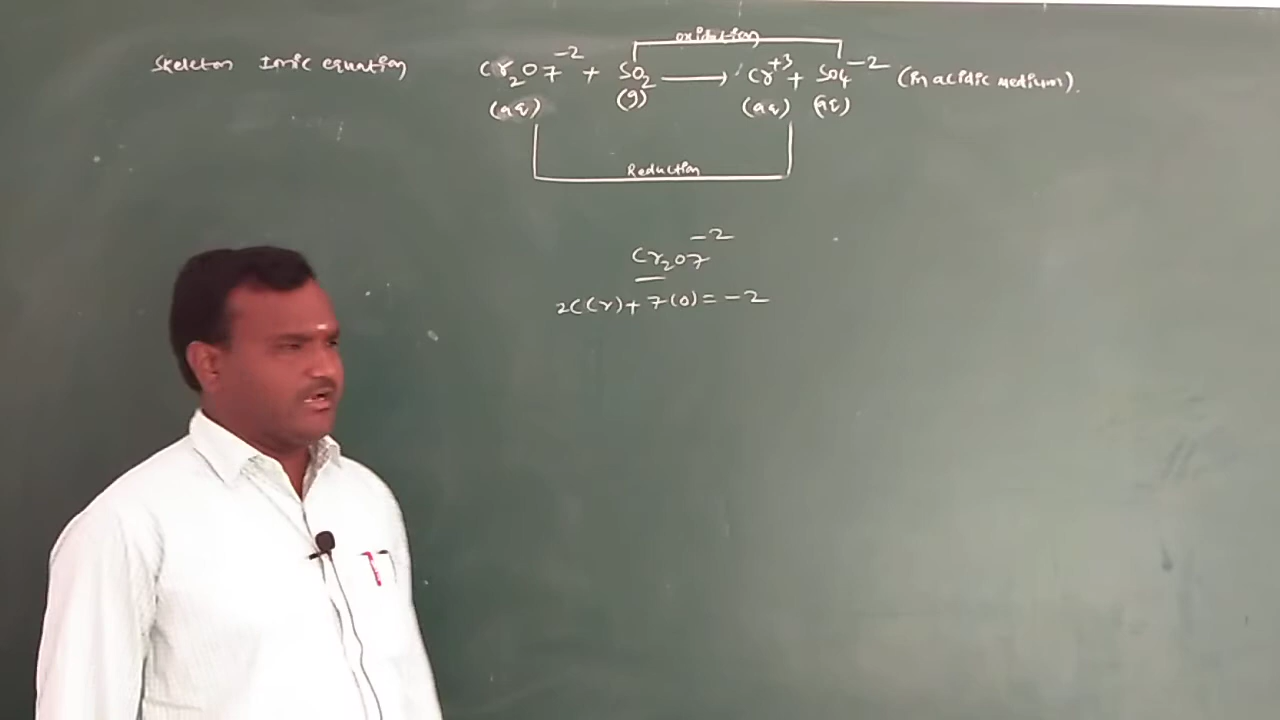 oxidation
Skeleton Ionic equation Cr₂O7⁻² + SO₂ ⟶ Cr⁺³ + SO4⁻² (in acidic medium).
(aq) (g) (aq) (aq)
Reduction
Cr₂O7⁻²
2(Cr) + 7(O) = -2